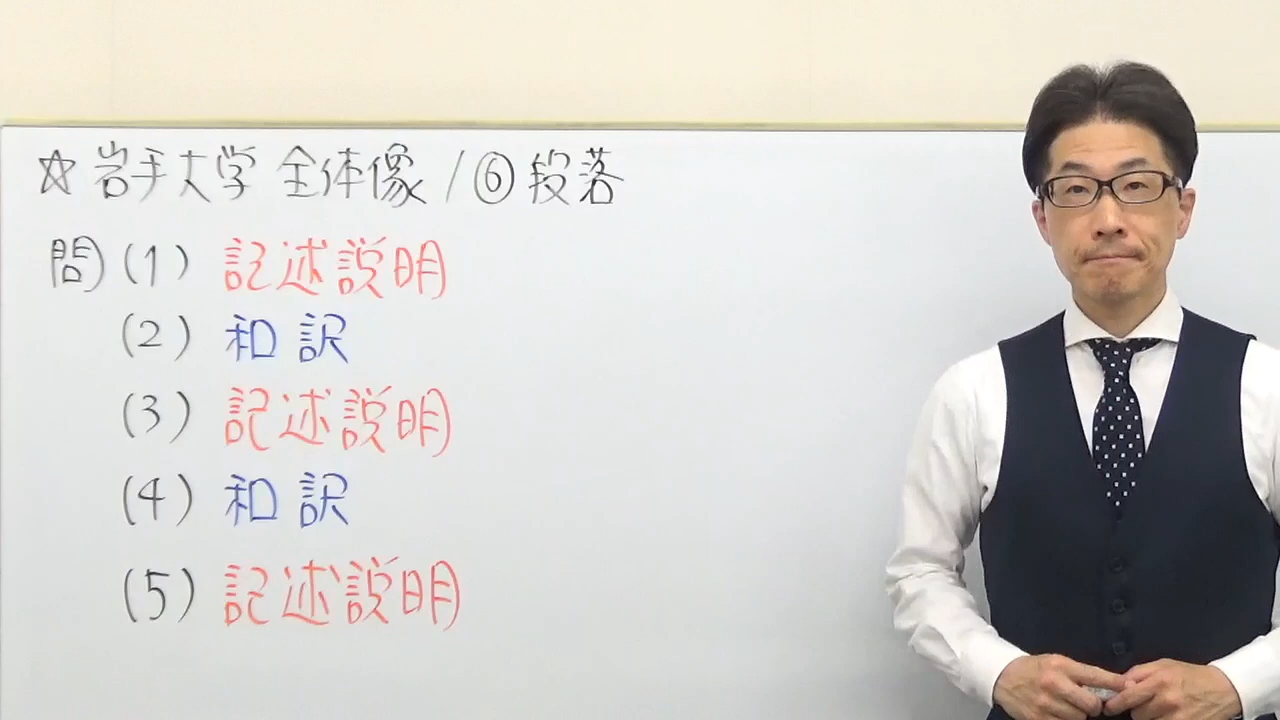 ☆岩手大学 全体像 / ⑥段落
問(1) 記述説明
(2) 和訳
(3) 記述説明
(4) 和訳
(5) 記述説明